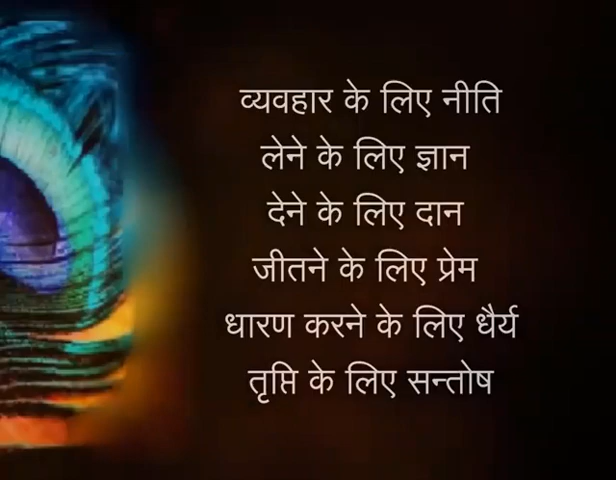 व्यवहार के लिए नीति
लेने के लिए ज्ञान
देने के लिए दान
जीतने के लिए प्रेम
धारण करने के लिए धैर्य
तृप्ति के लिए सन्तोष